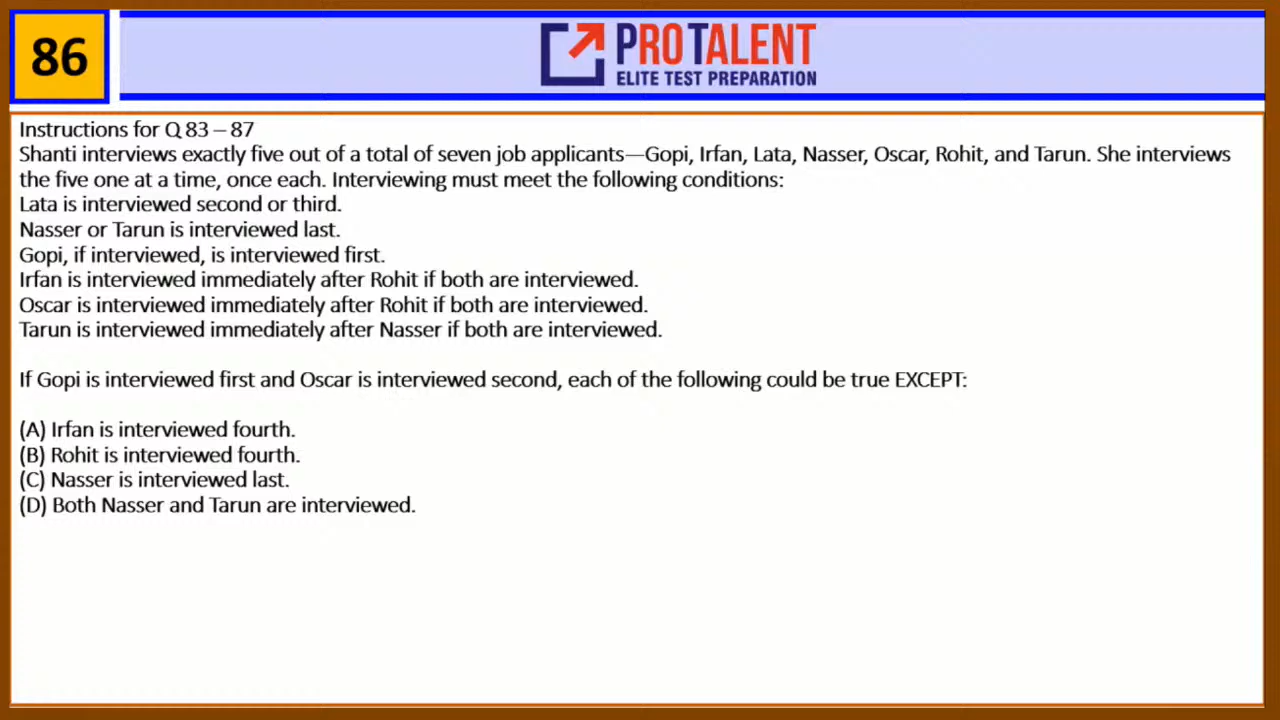 86
PROTALENT
ELITE TEST PREPARATION
Instructions for Q 83 – 87
Shanti interviews exactly five out of a total of seven job applicants—Gopi, Irfan, Lata, Nasser, Oscar, Rohit, and Tarun. She interviews
the five one at a time, once each. Interviewing must meet the following conditions:
Lata is interviewed second or third.
Nasser or Tarun is interviewed last.
Gopi, if interviewed, is interviewed first.
Irfan is interviewed immediately after Rohit if both are interviewed.
Oscar is interviewed immediately after Rohit if both are interviewed.
Tarun is interviewed immediately after Nasser if both are interviewed.
If Gopi is interviewed first and Oscar is interviewed second, each of the following could be true EXCEPT:
(A) Irfan is interviewed fourth.
(B) Rohit is interviewed fourth.
(C) Nasser is interviewed last.
(D) Both Nasser and Tarun are interviewed.